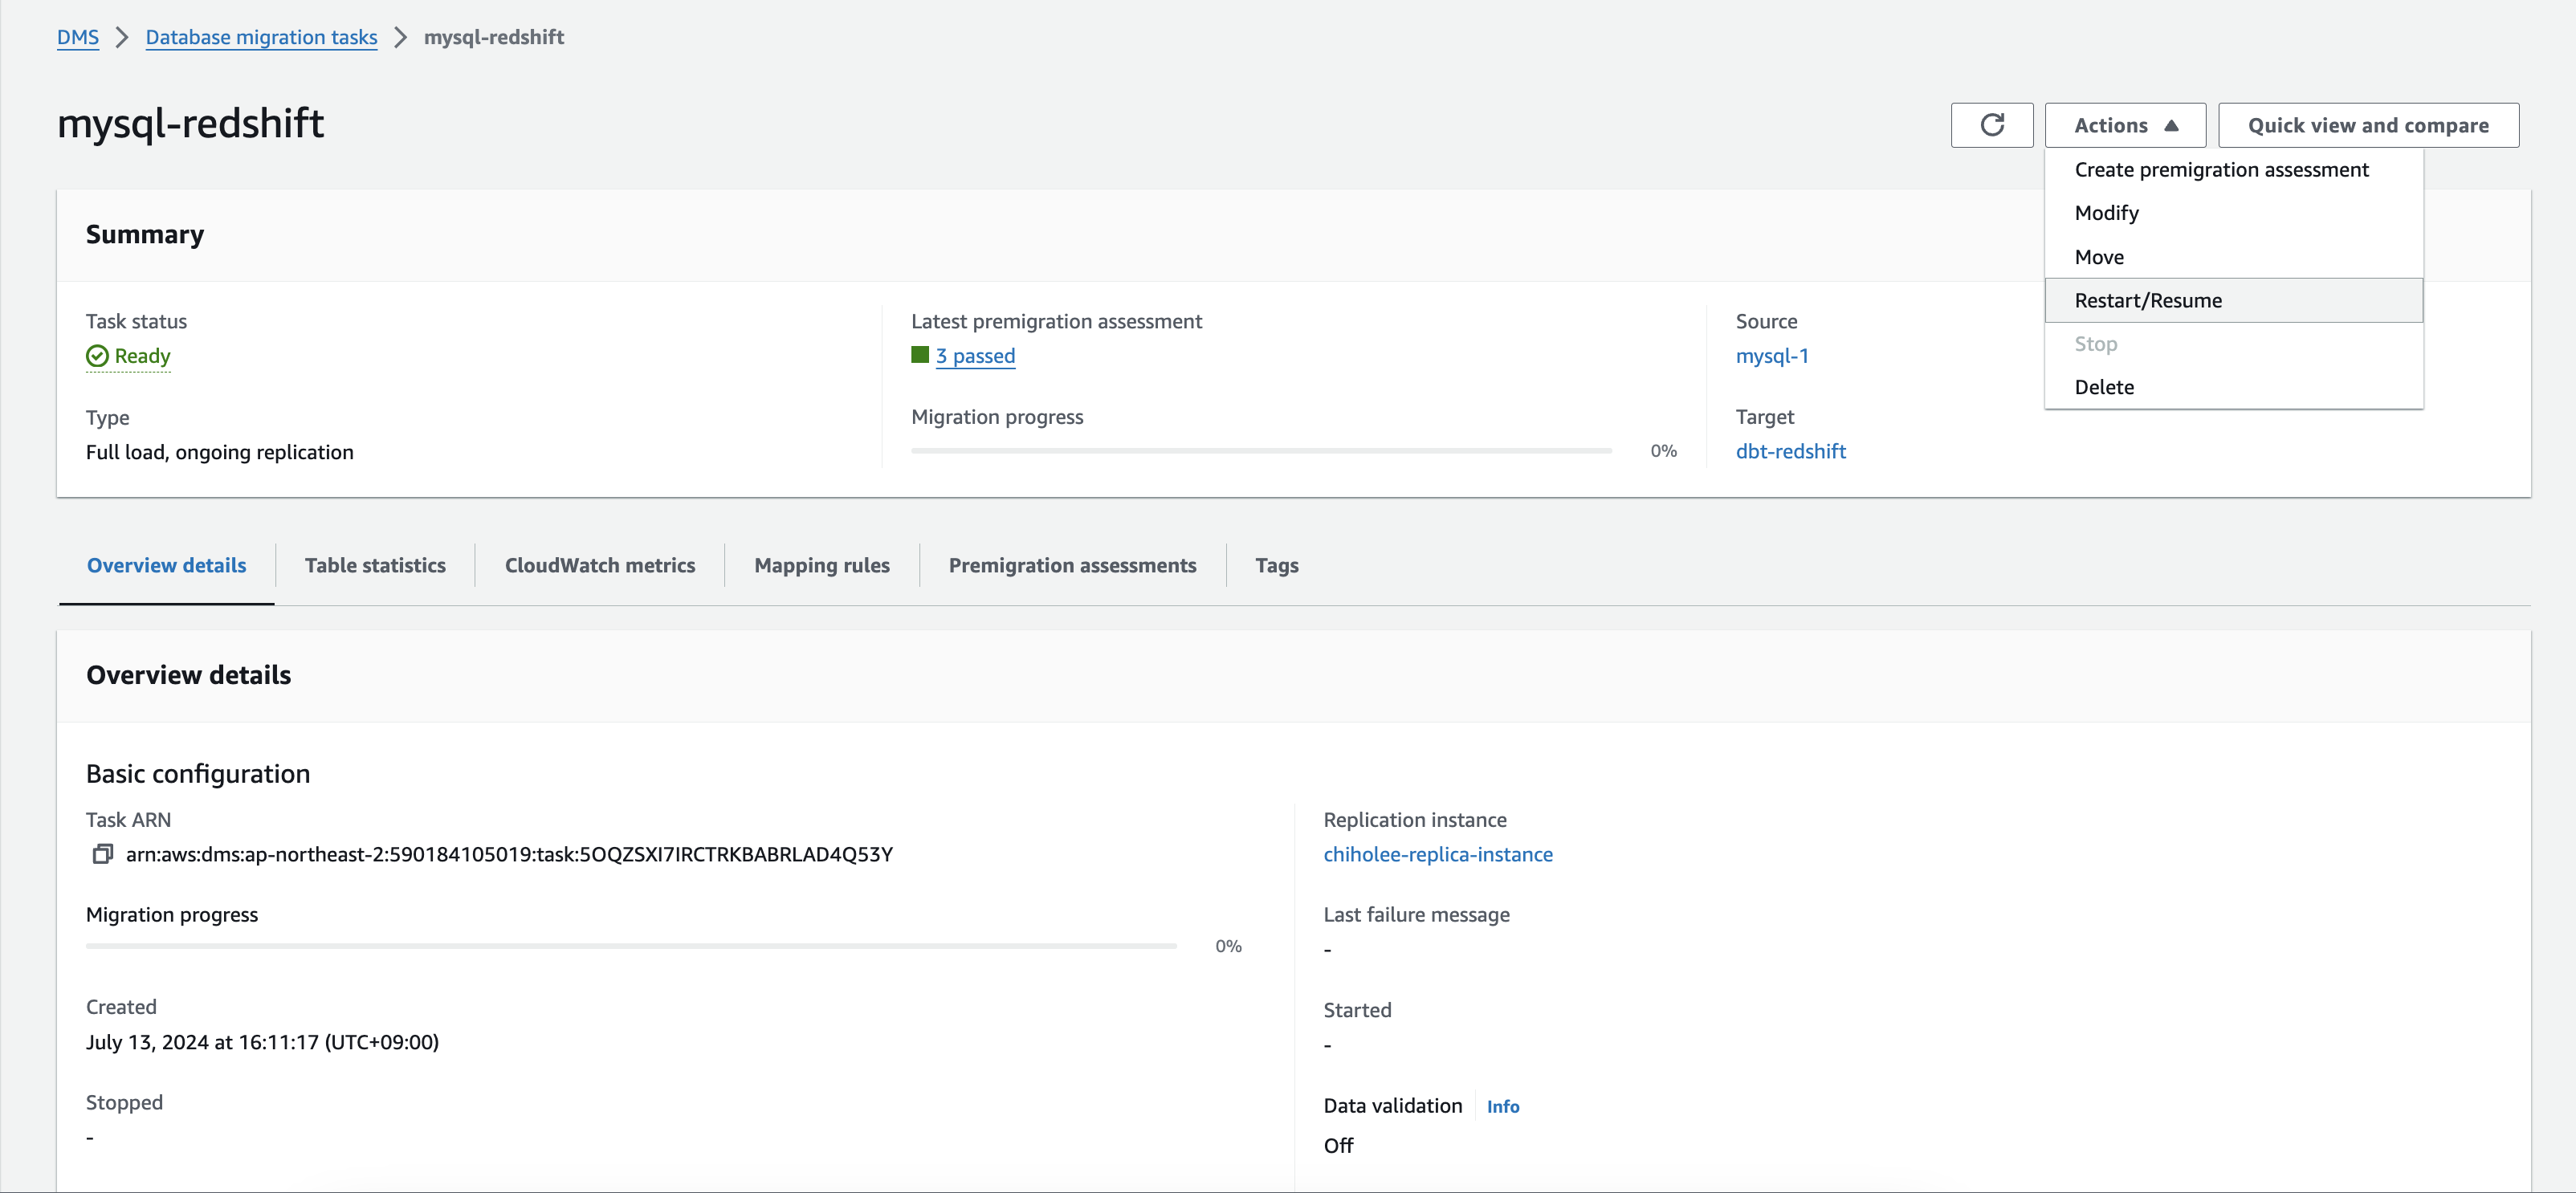 DMS > Database migration tasks > mysql-redshift
mysql-redshift
Actions
Quick view and compare
Create premigration assessment
Modify
Move
Restart/Resume
Stop
Delete
Summary
Task status
Ready
Type
Full load, ongoing replication
Latest premigration assessment
3 passed
Migration progress
0%
Source
mysql-1
Target
dbt-redshift
Overview details
Table statistics
CloudWatch metrics
Mapping rules
Premigration assessments
Tags
Overview details
Basic configuration
Task ARN
arn:aws:dms:ap-northeast-2:590184105019:task:5OQZSXI7IRCTRKBABRLAD4Q53Y
Migration progress
0%
Created
July 13, 2024 at 16:11:17 (UTC+09:00)
Stopped
-
Replication instance
chiholee-replica-instance
Last failure message
-
Started
-
Data validation Info
Off